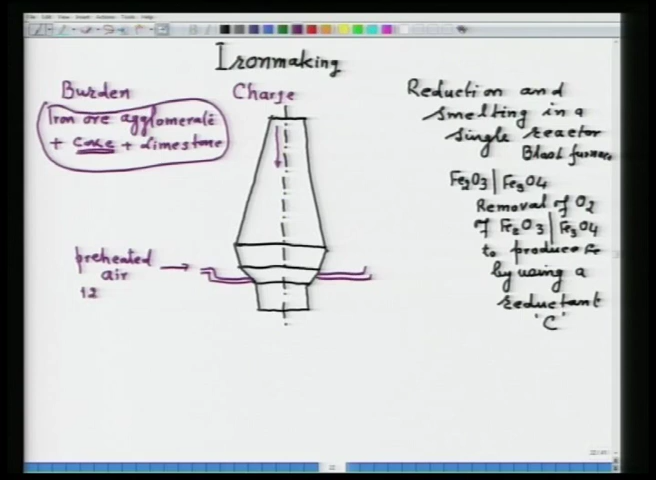 Ironmaking
Burden
Iron ore agglomerate
+ coke + Limestone
Charge
preheated
air
12
Reduction and
smelting in a
single reactor
Blast furnace
Fe2O3 | Fe3O4
Removal of O2
of Fe2O3 | Fe3O4
to produce Fe
by using a
reductant
"C"